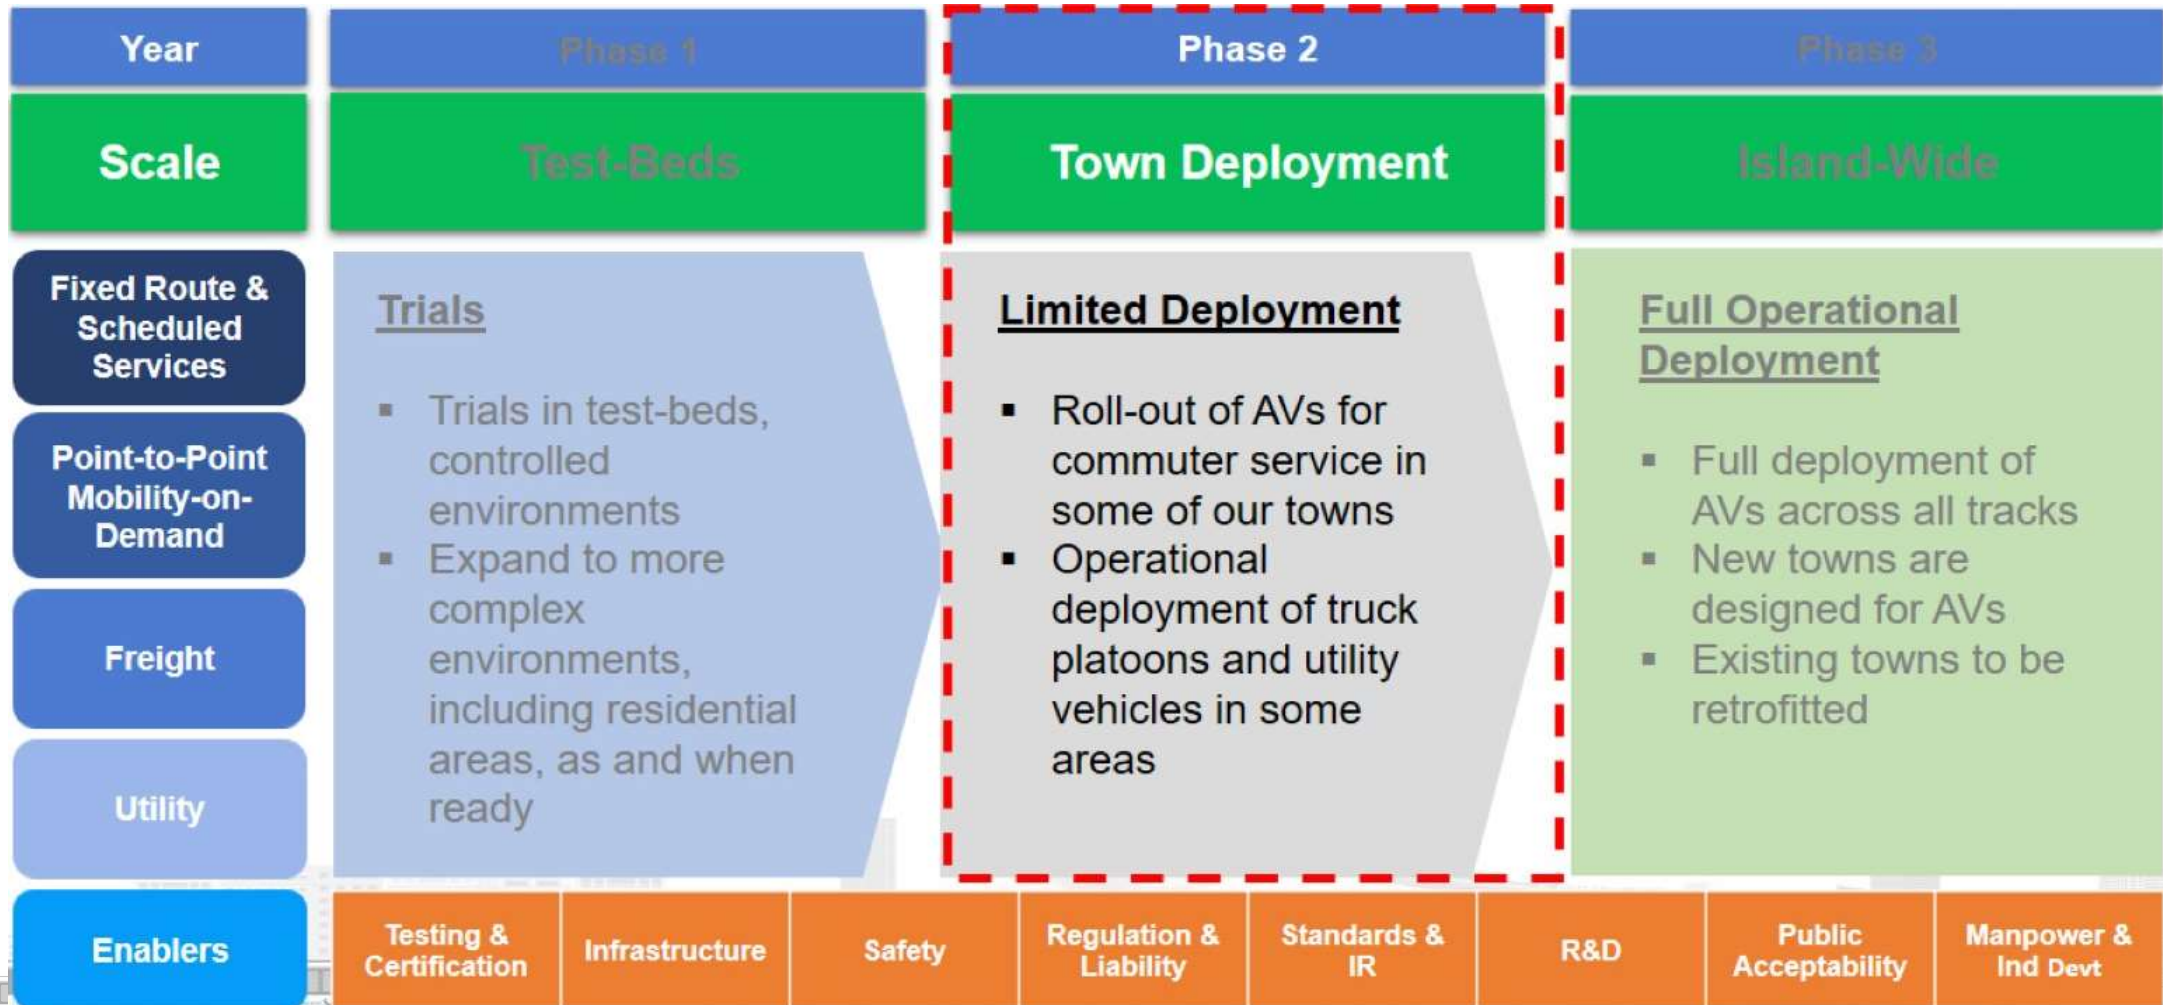 Year
Phase 1
Phase 2
Phase 3
Scale
Test-Beds
Town Deployment
Island-Wide
Fixed Route &
Scheduled
Services
Point-to-Point
Mobility-on-
Demand
Freight
Utility
Trials
▪ Trials in test-beds,
controlled
environments
▪ Expand to more
complex
environments,
including residential
areas, as and when
ready
Limited Deployment
▪ Roll-out of AVs for
commuter service in
some of our towns
▪ Operational
deployment of truck
platoons and utility
vehicles in some
areas
Full Operational
Deployment
▪ Full deployment of
AVs across all tracks
▪ New towns are
designed for AVs
▪ Existing towns to be
retrofitted
Enablers
Testing &
Certification
Infrastructure
Safety
Regulation &
Liability
Standards &
IR
R&D
Public
Acceptability
Manpower &
Ind Devt